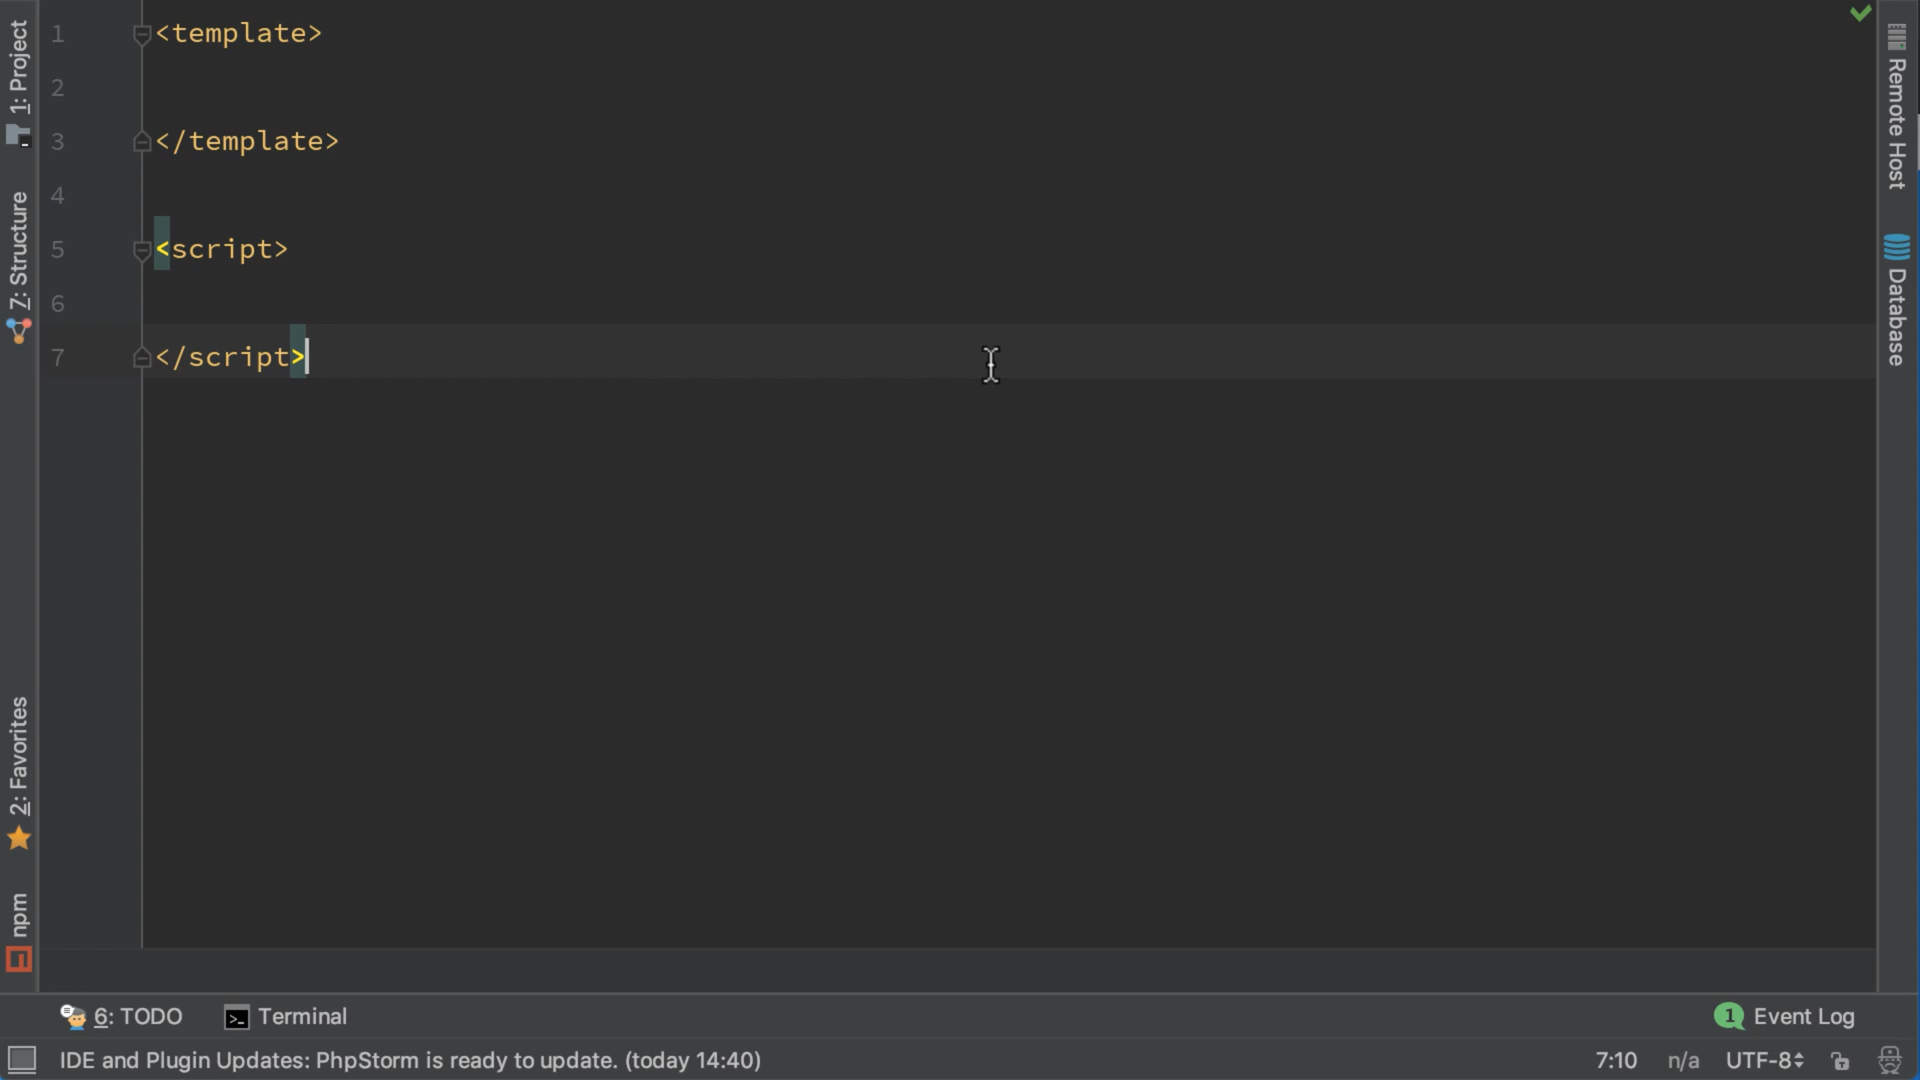 1 <template>
2
3 </template>
4
5 <script>
6
7 </script>
1: Project
Z: Structure
2: Favorites
npm
Remote Host
Database
6: TODO
Terminal
1 Event Log
IDE and Plugin Updates: PhpStorm is ready to update. (today 14:40)
7:10 n/a UTF-8